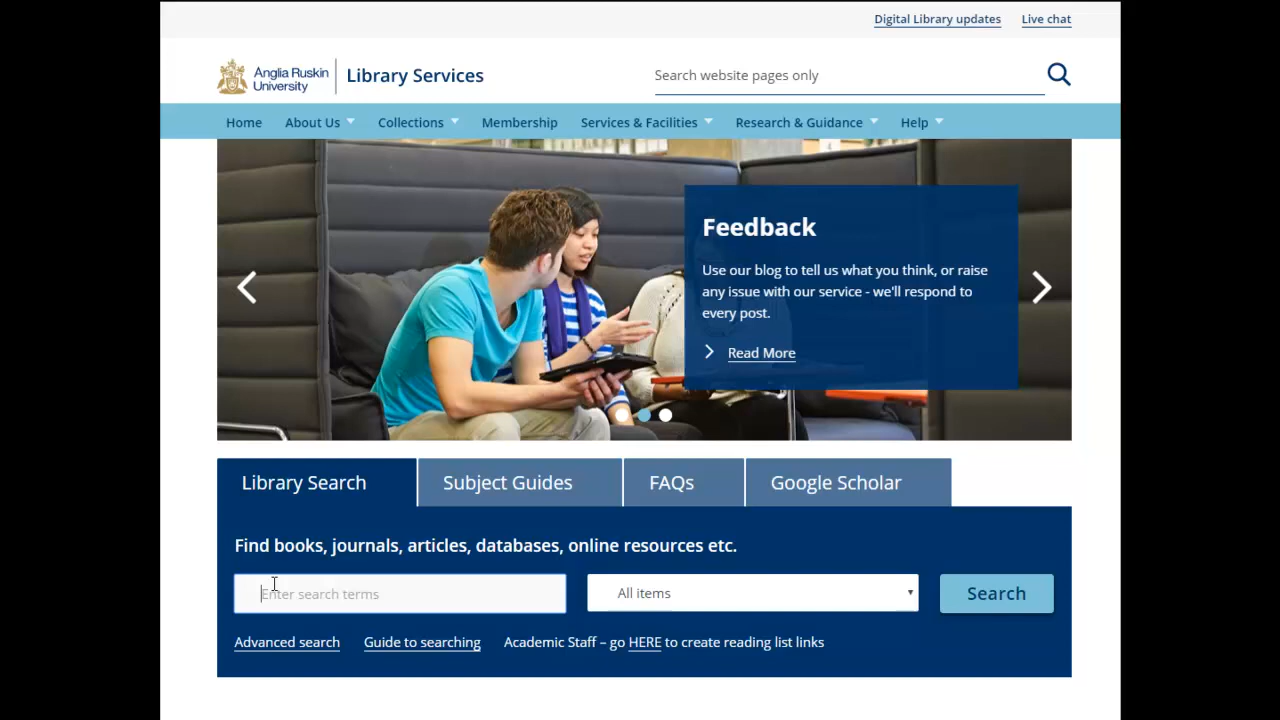 Digital Library updates Live chat
Anglia Ruskin
University
Library Services
Search website pages only
Home About Us Collections Membership Services & Facilities Research & Guidance Help
Feedback
Use our blog to tell us what you think, or raise
any issue with our service - we'll respond to
every post.
Read More
Library Search Subject Guides FAQs Google Scholar
Find books, journals, articles, databases, online resources etc.
Enter search terms All items Search
Advanced search Guide to searching Academic Staff – go HERE to create reading list links